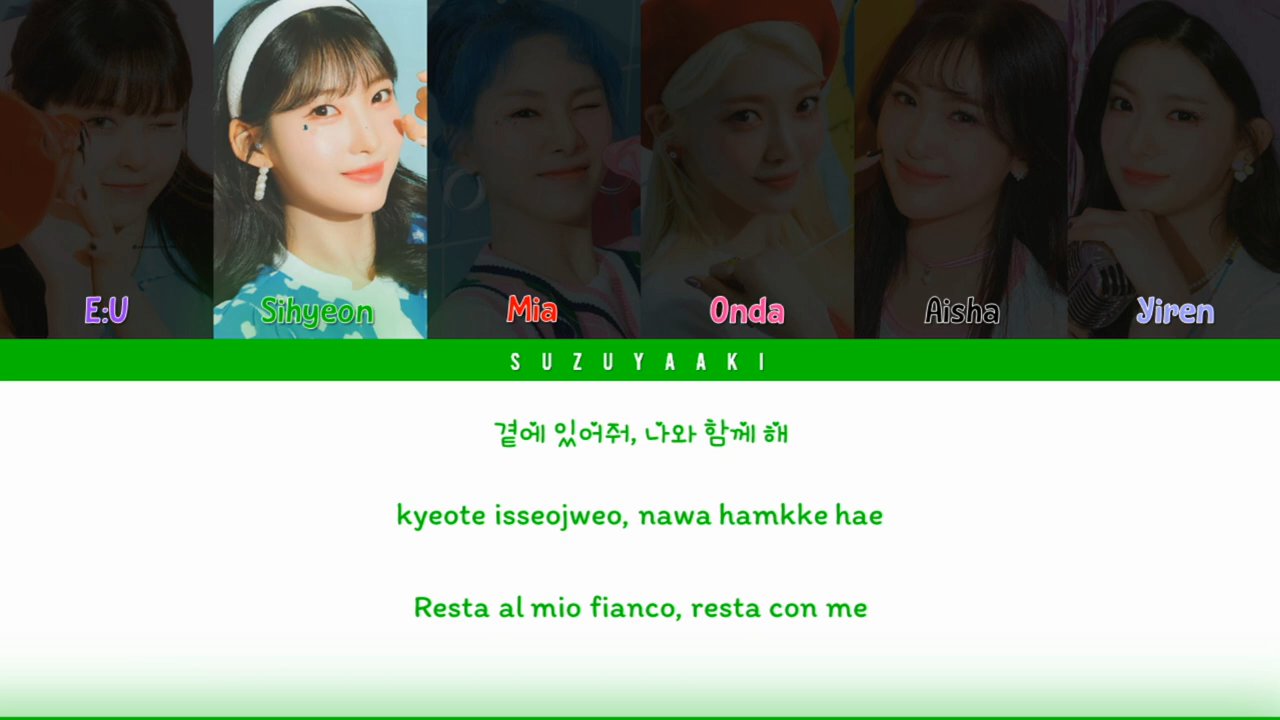 E:U Sihyeon Mia Onda Aisha Yiren
SUZUYAAKI
곁에 있어줘, 나와 함께 해
kyeote isseojweo, nawa hamkke hae
Resta al mio fianco, resta con me